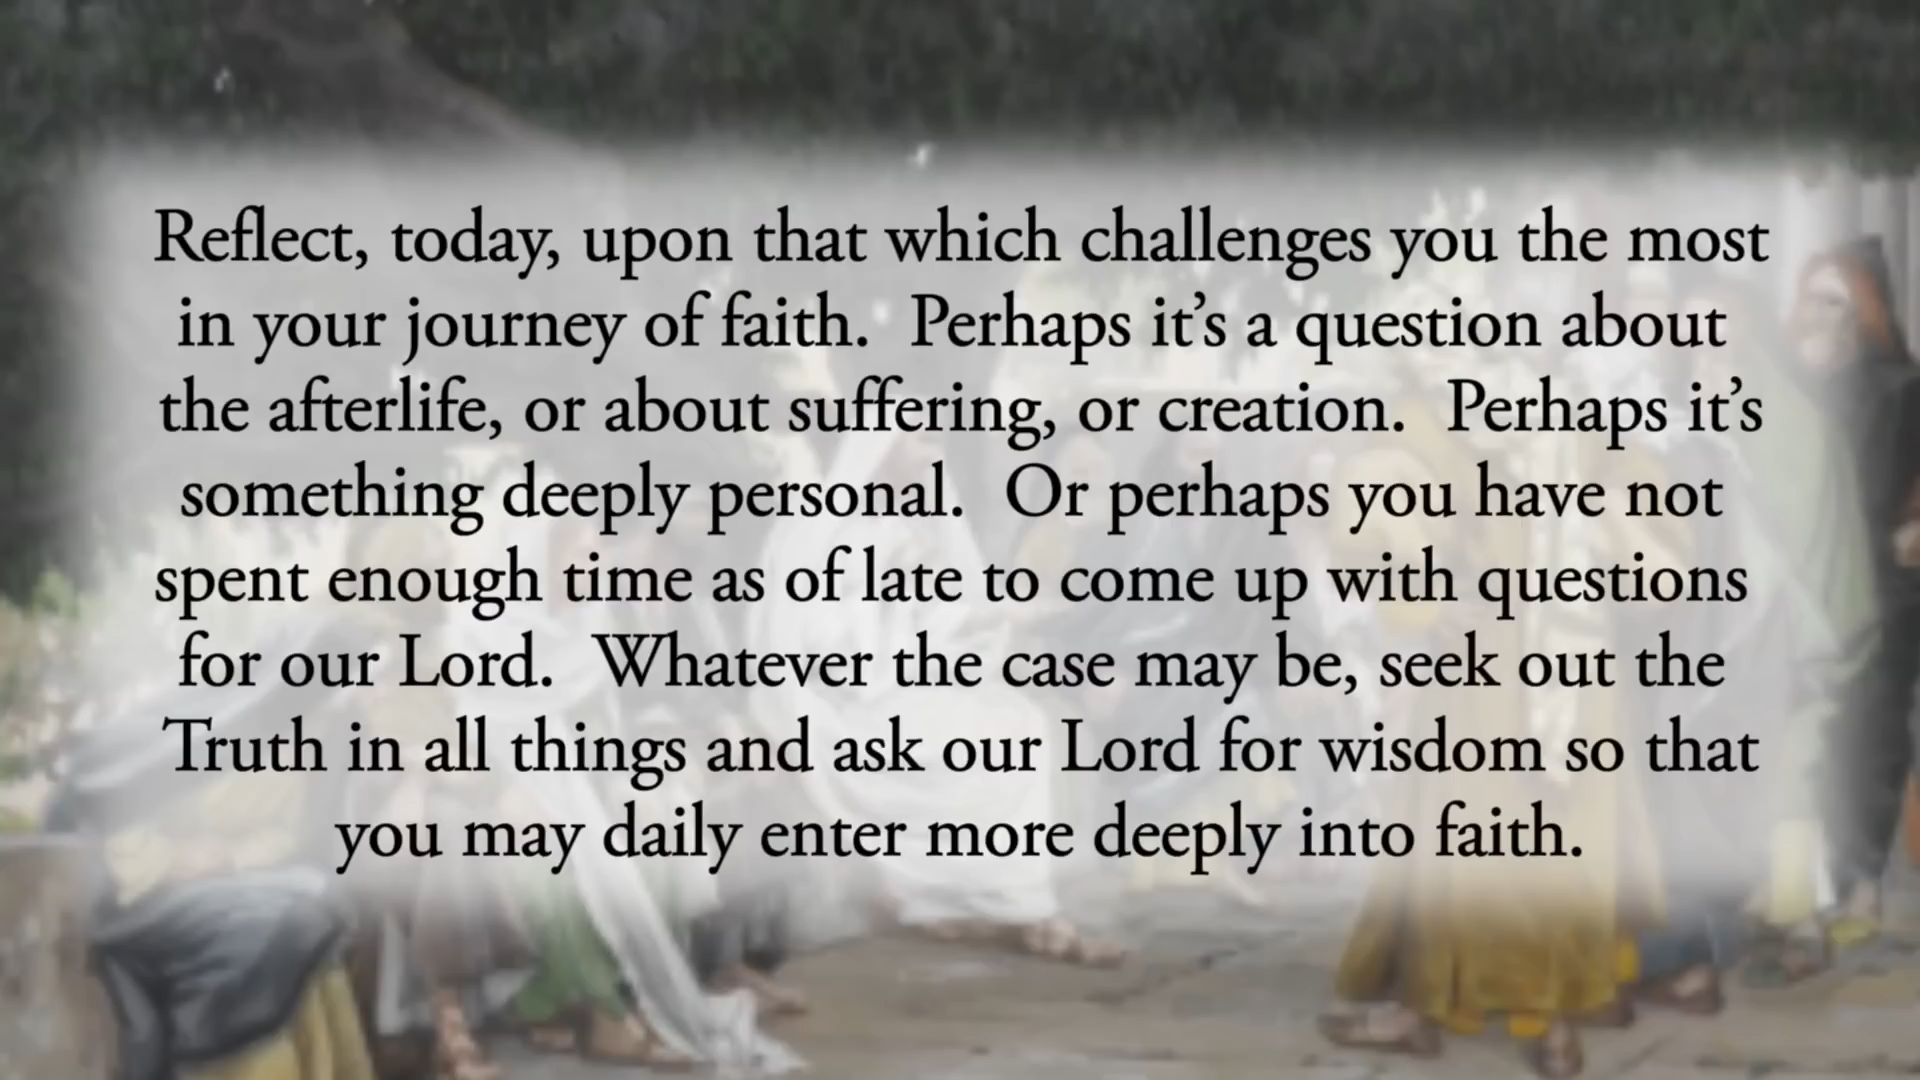 Reflect, today, upon that which challenges you the most
in your journey of faith.  Perhaps it’s a question about
the afterlife, or about suffering, or creation.  Perhaps it’s
something deeply personal.  Or perhaps you have not
spent enough time as of late to come up with questions
for our Lord.  Whatever the case may be, seek out the
Truth in all things and ask our Lord for wisdom so that
you may daily enter more deeply into faith.